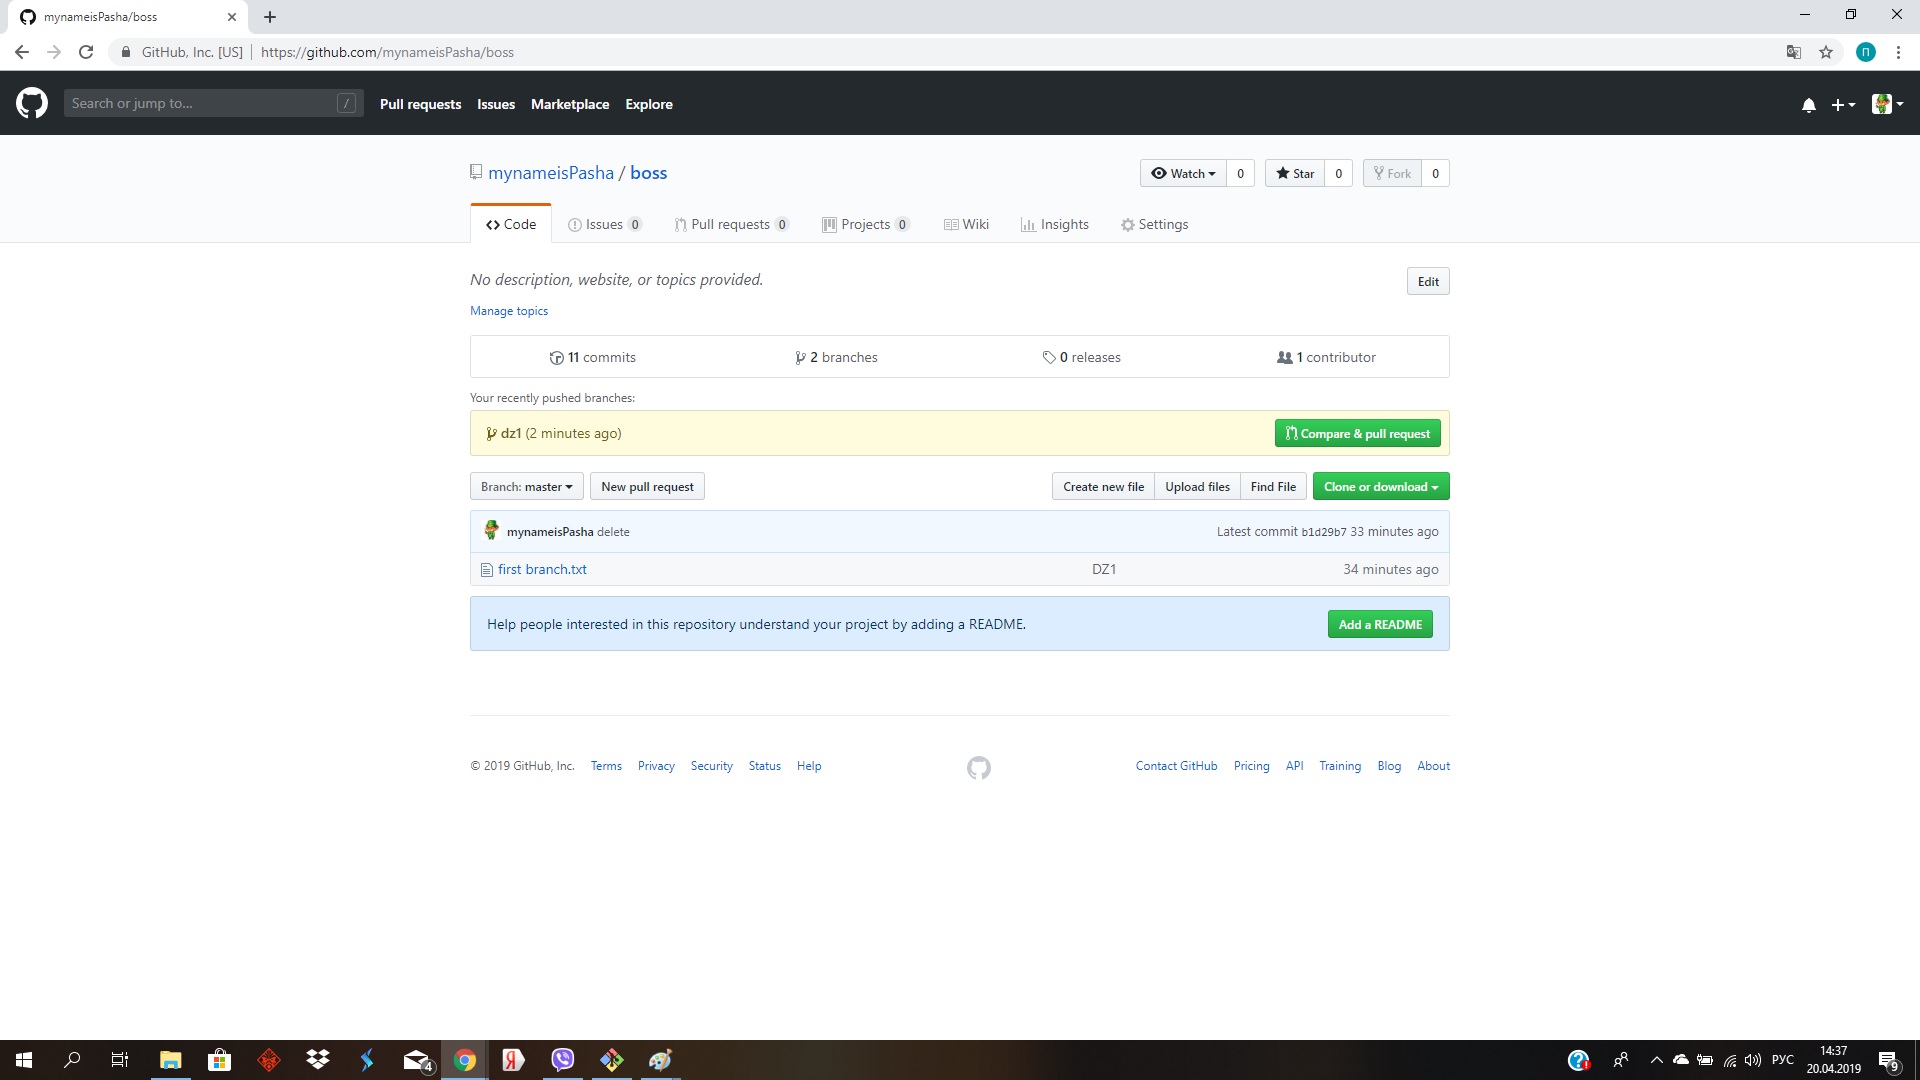 mynameisPasha/boss
GitHub, Inc. [US] https://github.com/mynameisPasha/boss
П
Search or jump to... /
Pull requests Issues Marketplace Explore
mynameisPasha / boss
Watch 0 Star 0 Fork 0
Code Issues 0 Pull requests 0 Projects 0 Wiki Insights Settings
No description, website, or topics provided.
Edit
Manage topics
11 commits 2 branches 0 releases 1 contributor
Your recently pushed branches:
dz1 (2 minutes ago) Compare & pull request
Branch: master New pull request Create new file Upload files Find File Clone or download
mynameisPasha delete Latest commit b1d29b7 33 minutes ago
first branch.txt DZ1 34 minutes ago
Help people interested in this repository understand your project by adding a README. Add a README
© 2019 GitHub, Inc. Terms Privacy Security Status Help Contact GitHub Pricing API Training Blog About
4 Я РУС 14:37
20.04.2019 9